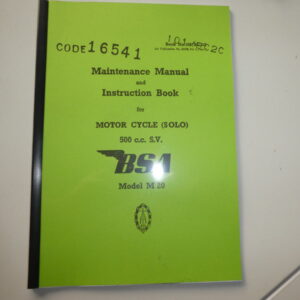 CODE 16541
Maintenance Manual
and
Instruction Book
for
MOTOR CYCLE (SOLO)
500 c.c. S.V.
BSA
Model M 20